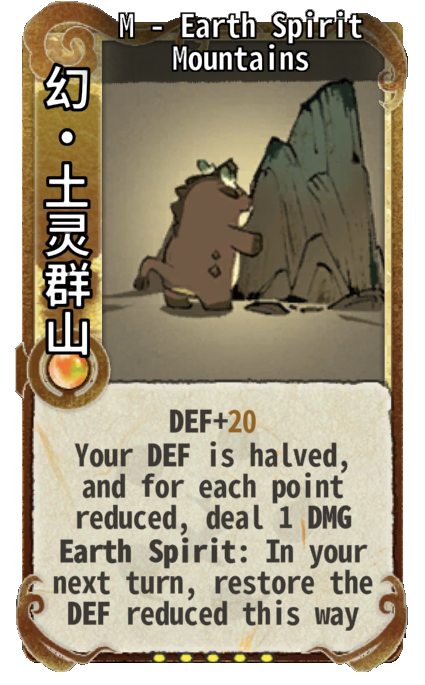 M - Earth Spirit
Mountains
幻・土灵群山
DEF+20
Your DEF is halved,
and for each point
reduced, deal 1 DMG
Earth Spirit: In your
next turn, restore the
DEF reduced this way